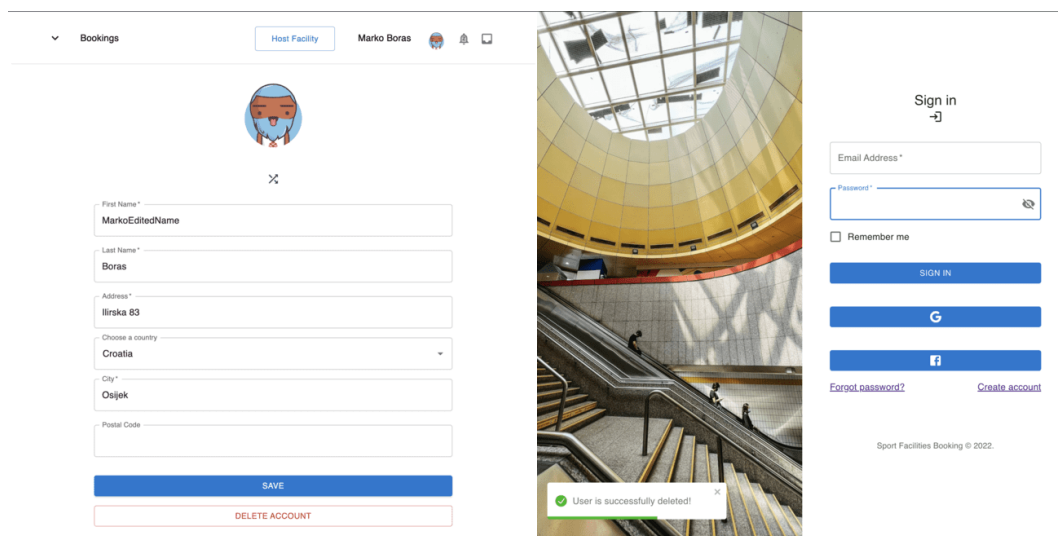 Bookings
Host Facility
Marko Boras
First Name *
MarkoEditedName
Last Name *
Boras
Address *
Ilirska 83
Choose a country
Croatia
City *
Osijek
Postal Code
SAVE
DELETE ACCOUNT
User is successfully deleted!
Sign in
Email Address *
Password *
Remember me
SIGN IN
G
Forgot password?
Create account
Sport Facilities Booking © 2022.